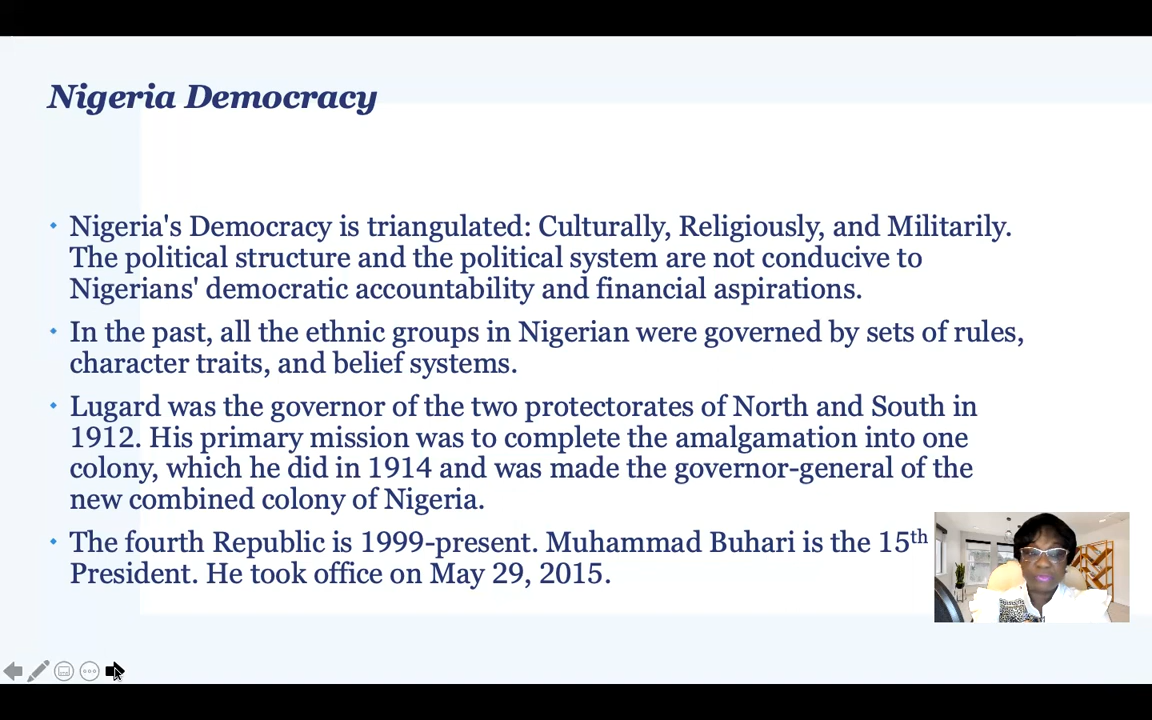 Nigeria Democracy
Nigeria's Democracy is triangulated: Culturally, Religiously, and Militarily.
The political structure and the political system are not conducive to
Nigerians' democratic accountability and financial aspirations.
In the past, all the ethnic groups in Nigerian were governed by sets of rules,
character traits, and belief systems.
Lugard was the governor of the two protectorates of North and South in
1912. His primary mission was to complete the amalgamation into one
colony, which he did in 1914 and was made the governor-general of the
new combined colony of Nigeria.
The fourth Republic is 1999-present. Muhammad Buhari is the 15th
President. He took office on May 29, 2015.